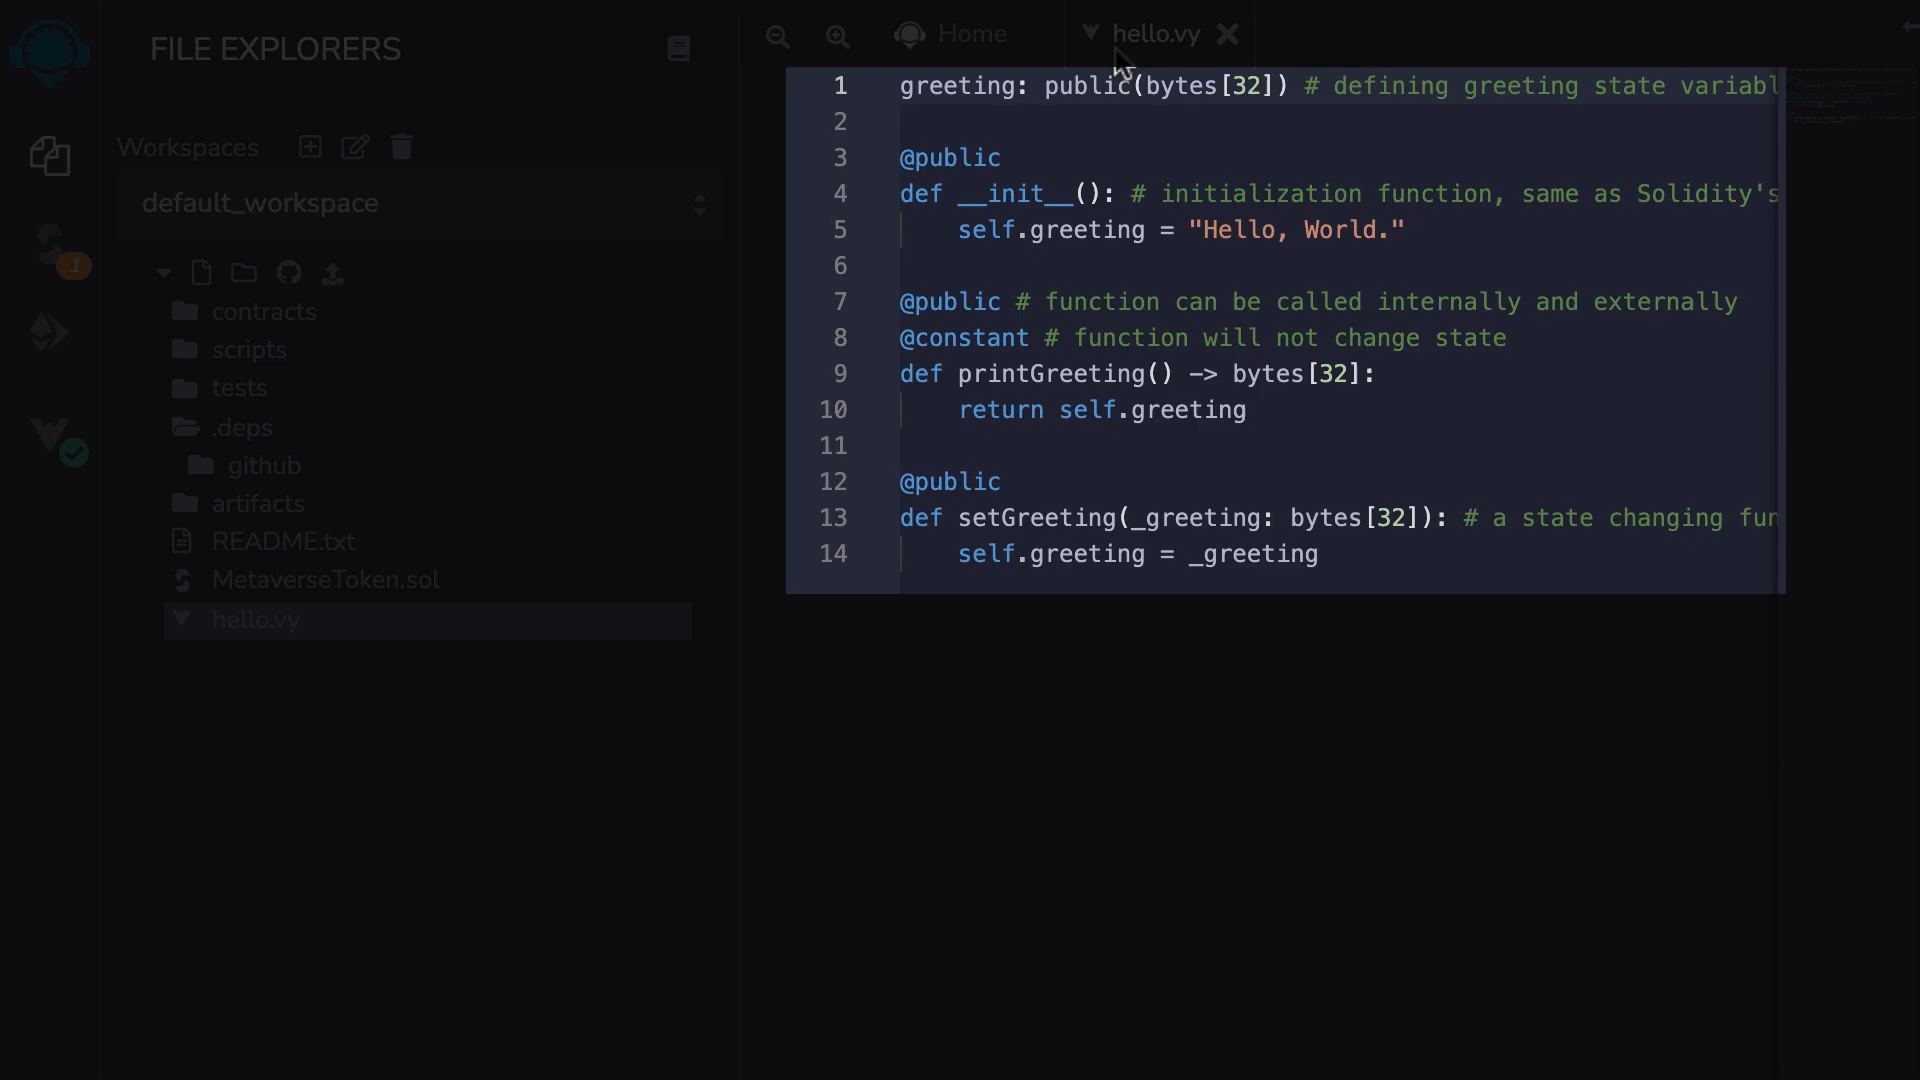 FILE EXPLORERS
Workspaces
default_workspace
1
contracts
scripts
tests
.deps
github
artifacts
README.txt
MetaverseToken.sol
hello.vy
Home
hello.vy
1 greeting: public(bytes[32]) # defining greeting state variabl
2
3 @public
4 def __init__(): # initialization function, same as Solidity's
5     self.greeting = "Hello, World."
6
7 @public # function can be called internally and externally
8 @constant # function will not change state
9 def printGreeting() -> bytes[32]:
10     return self.greeting
11
12 @public
13 def setGreeting(_greeting: bytes[32]): # a state changing fun
14     self.greeting = _greeting